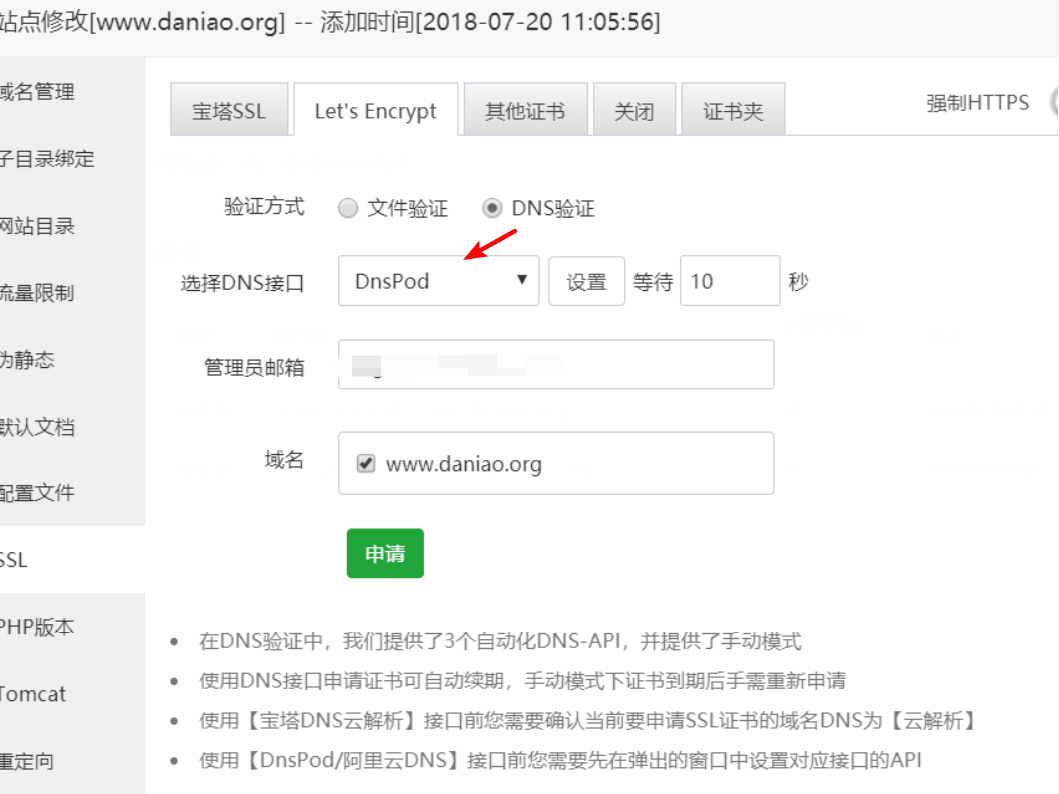 站点修改[www.daniao.org] -- 添加时间[2018-07-20 11:05:56]
域名管理
子目录绑定
网站目录
流量限制
伪静态
默认文档
配置文件
SSL
PHP版本
Tomcat
重定向
宝塔SSL Let's Encrypt 其他证书 关闭 证书夹 强制HTTPS
验证方式 文件验证 DNS验证
选择DNS接口 DnsPod 设置 等待 10 秒
管理员邮箱
域名 www.daniao.org
申请
在DNS验证中，我们提供了3个自动化DNS-API，并提供了手动模式
使用DNS接口申请证书可自动续期，手动模式下证书到期后手需重新申请
使用【宝塔DNS云解析】接口前您需要确认当前要申请SSL证书的域名DNS为【云解析】
使用【DnsPod/阿里云DNS】接口前您需要先在弹出的窗口中设置对应接口的API